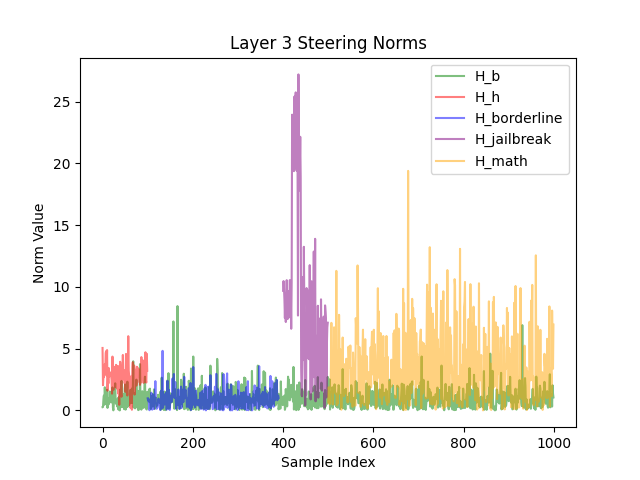 Layer 3 Steering Norms
H_b
H_h
H_borderline
H_jailbreak
H_math
Norm Value
25
20
15
10
5
0
0 200 400 600 800 1000
Sample Index